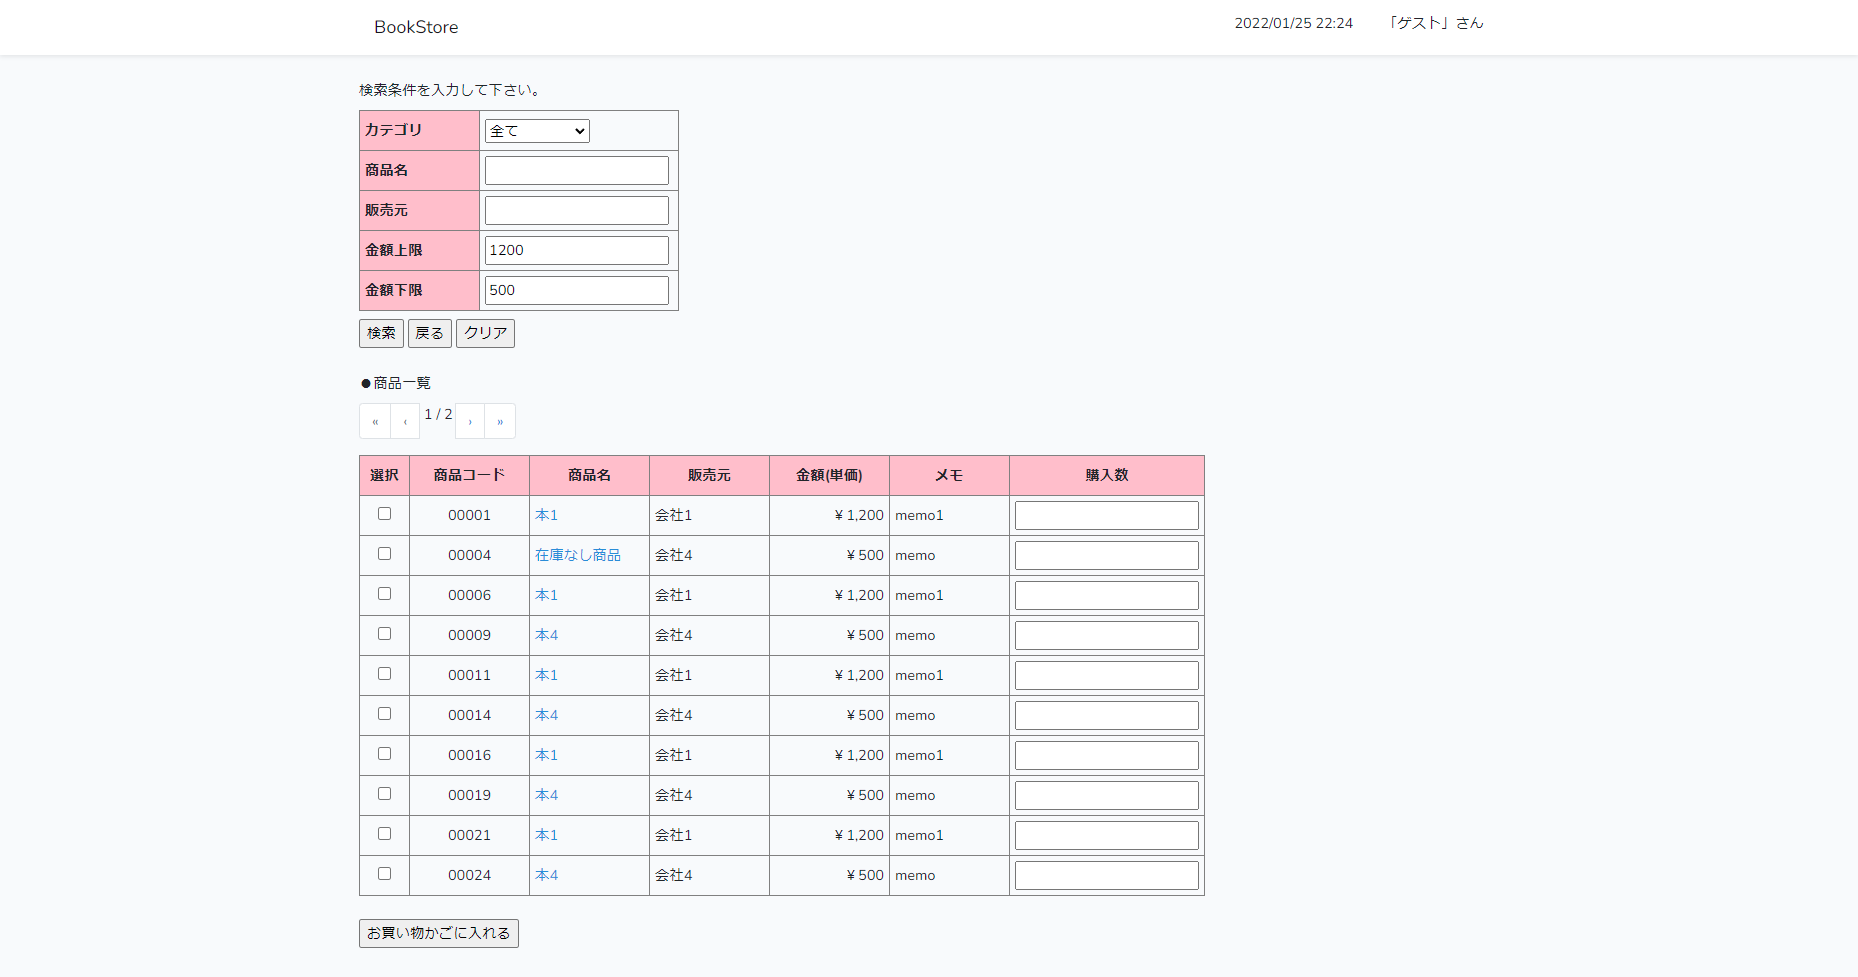 BookStore 2022/01/25 22:24 「ゲスト」さん
検索条件を入力して下さい。
カテゴリ 全て
商品名
販売元
金額上限 1200
金額下限 500
検索 戻る クリア
●商品一覧
« ‹ 1 / 2 › »
選択 商品コード 商品名 販売元 金額(単価) メモ 購入数
00001 本1 会社1 ¥ 1,200 memo1
00004 在庫なし商品 会社4 ¥ 500 memo
00006 本1 会社1 ¥ 1,200 memo1
00009 本4 会社4 ¥ 500 memo
00011 本1 会社1 ¥ 1,200 memo1
00014 本4 会社4 ¥ 500 memo
00016 本1 会社1 ¥ 1,200 memo1
00019 本4 会社4 ¥ 500 memo
00021 本1 会社1 ¥ 1,200 memo1
00024 本4 会社4 ¥ 500 memo
お買い物かごに入れる